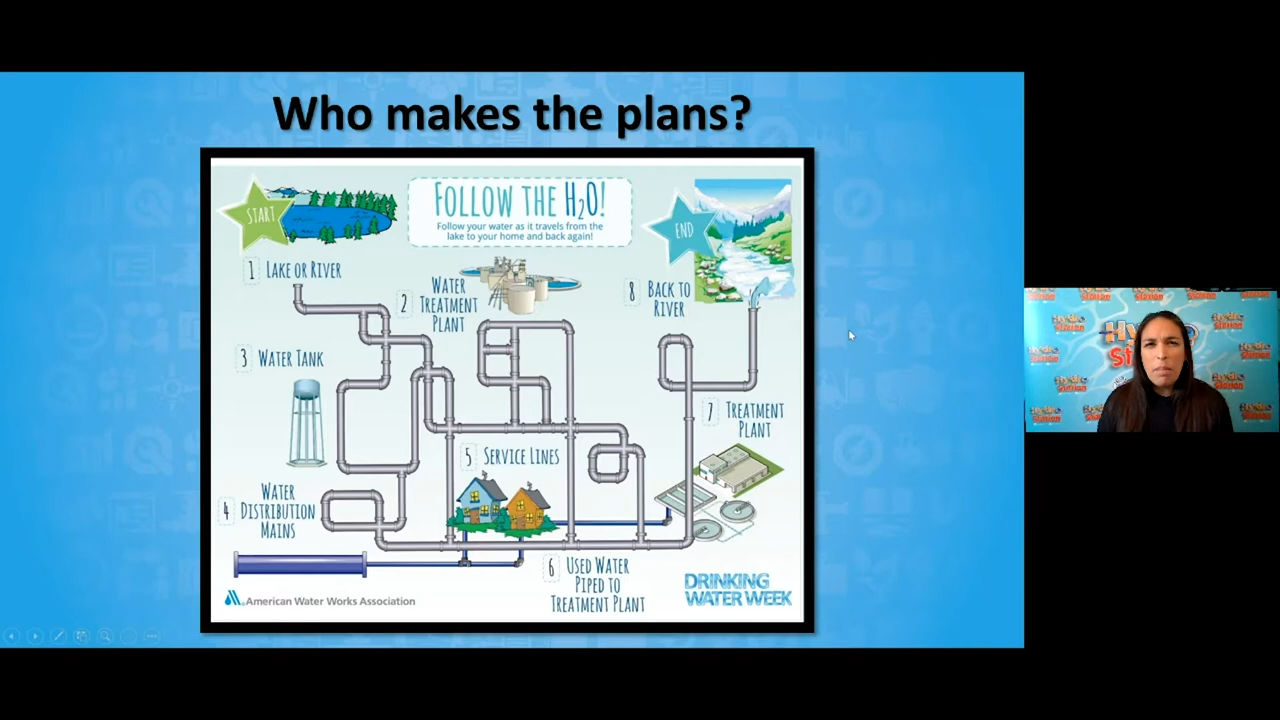 Who makes the plans?
START
FOLLOW THE H₂O!
Follow your water as it travels from the
lake to your home and back again!
END
1 LAKE OR RIVER
2 WATER
TREATMENT
PLANT
8 BACK TO
RIVER
3 WATER TANK
7 TREATMENT
PLANT
5 SERVICE LINES
4 WATER
DISTRIBUTION
MAINS
6 USED WATER
PIPED TO
TREATMENT PLANT
American Water Works Association
DRINKING
WATER WEEK
Hydro
Station